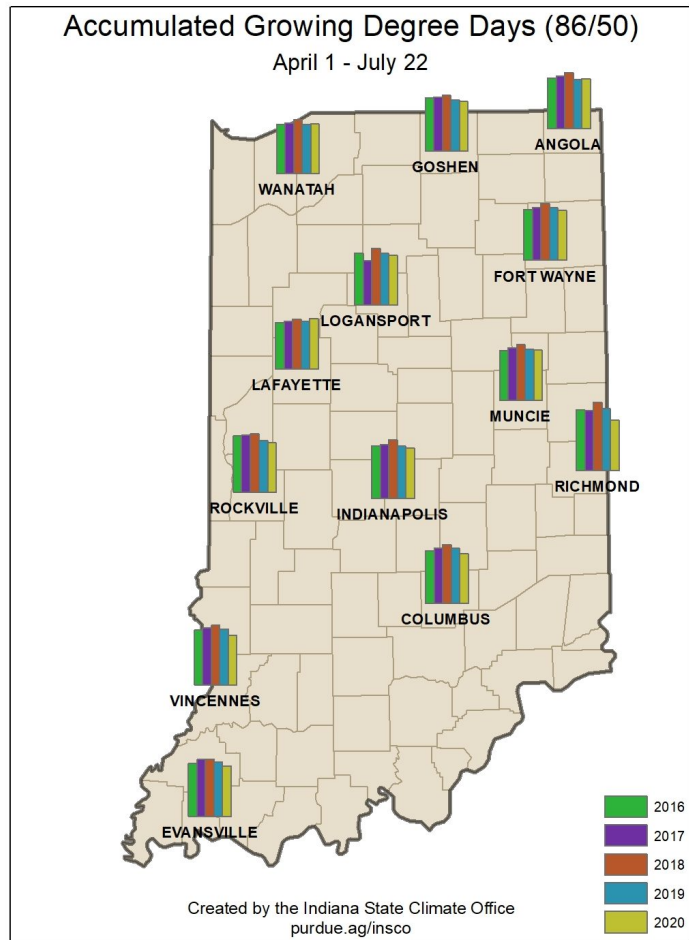 Accumulated Growing Degree Days (86/50)
April 1 - July 22
ANGOLA
GOSHEN
WANATAH
FORT WAYNE
LOGANSPORT
LAFAYETTE
MUNCIE
RICHMOND
ROCKVILLE
INDIANAPOLIS
COLUMBUS
VINCENNES
EVANSVILLE
2016
2017
2018
2019
2020
Created by the Indiana State Climate Office
purdue.ag/insco